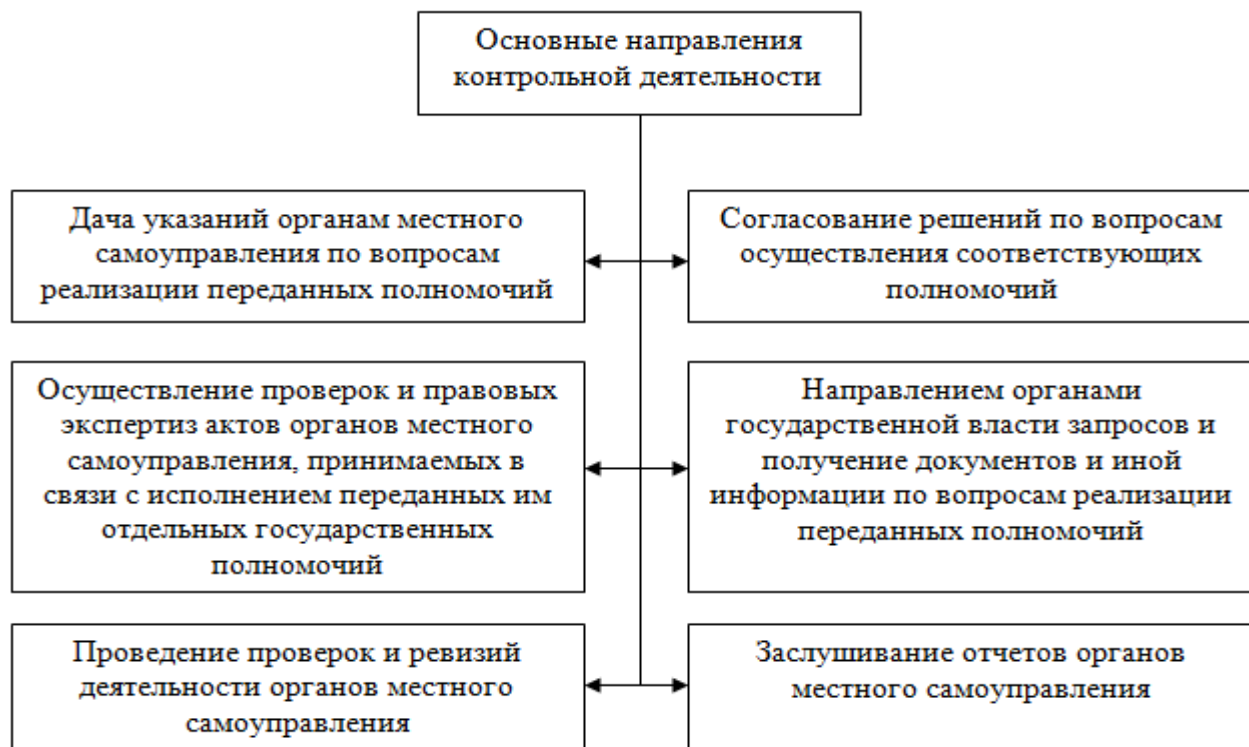 Основные направления
контрольной деятельности
Дача указаний органам местного
самоуправления по вопросам
реализации переданных полномочий
Согласование решений по вопросам
осуществления соответствующих
полномочий
Осуществление проверок и правовых
экспертиз актов органов местного
самоуправления, принимаемых в
связи с исполнением переданных им
отдельных государственных
полномочий
Направлением органами
государственной власти запросов и
получение документов и иной
информации по вопросам реализации
переданных полномочий
Проведение проверок и ревизий
деятельности органов местного
самоуправления
Заслушивание отчетов органов
местного самоуправления